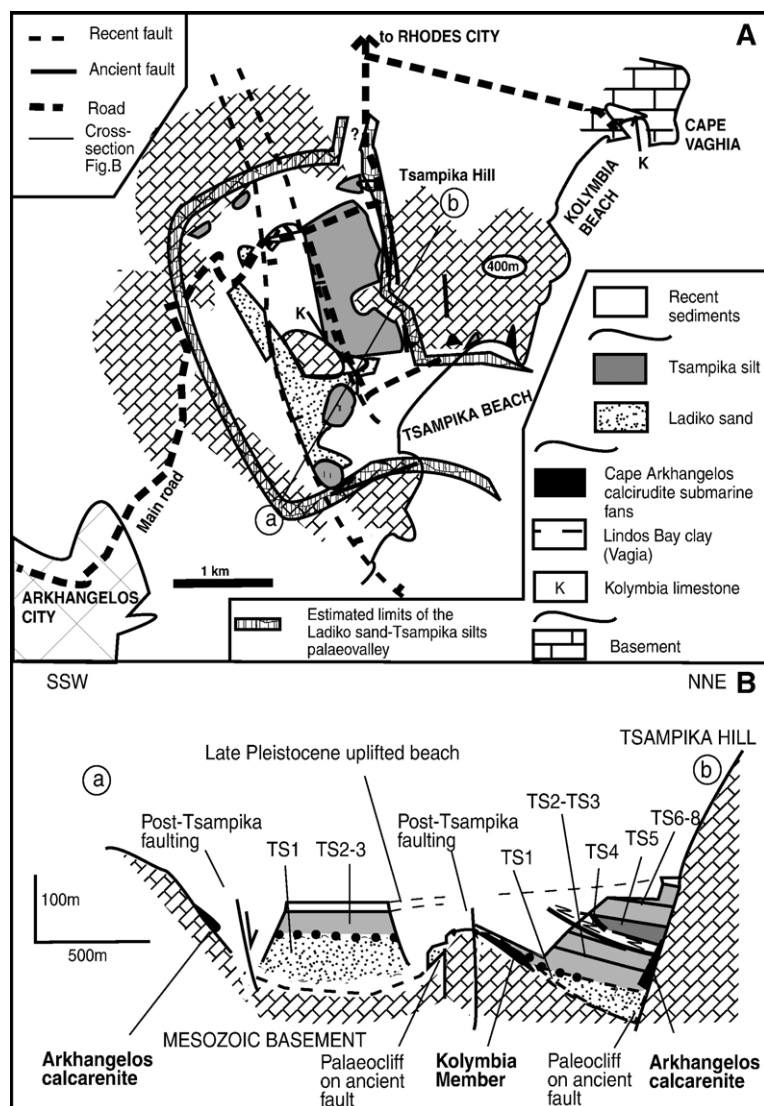 Recent fault
Ancient fault
Road
Cross-
section
Fig.B
to RHODES CITY
A
?
CAPE
VAGHIA
K
KOLYMBIA
BEACH
Tsampika Hill
b
400m
K
TSAMPIKA BEACH
a
Main road
1 km
ARKHANGELOS
CITY
Estimated limits of the
Ladiko sand-Tsampika silts
palaeovalley
Recent
sediments
Tsampika silt
Ladiko sand
Cape Arkhangelos
calcirudite submarine
fans
Lindos Bay clay
(Vagia)
K
Kolymbia limestone
Basement
SSW
NNE
B
TSAMPIKA HILL
Late Pleistocene uplifted beach
a
b
Post-Tsampika
faulting
Post-Tsampika
faulting
TS2-TS3
TS6-8
TS1
TS2-3
TS1
TS4
TS5
100m
500m
MESOZOIC BASEMENT
Arkhangelos
calcarenite
Palaeocliff
on ancient
fault
Kolymbia
Member
Paleocliff
on ancient
fault
Arkhangelos
calcarenite